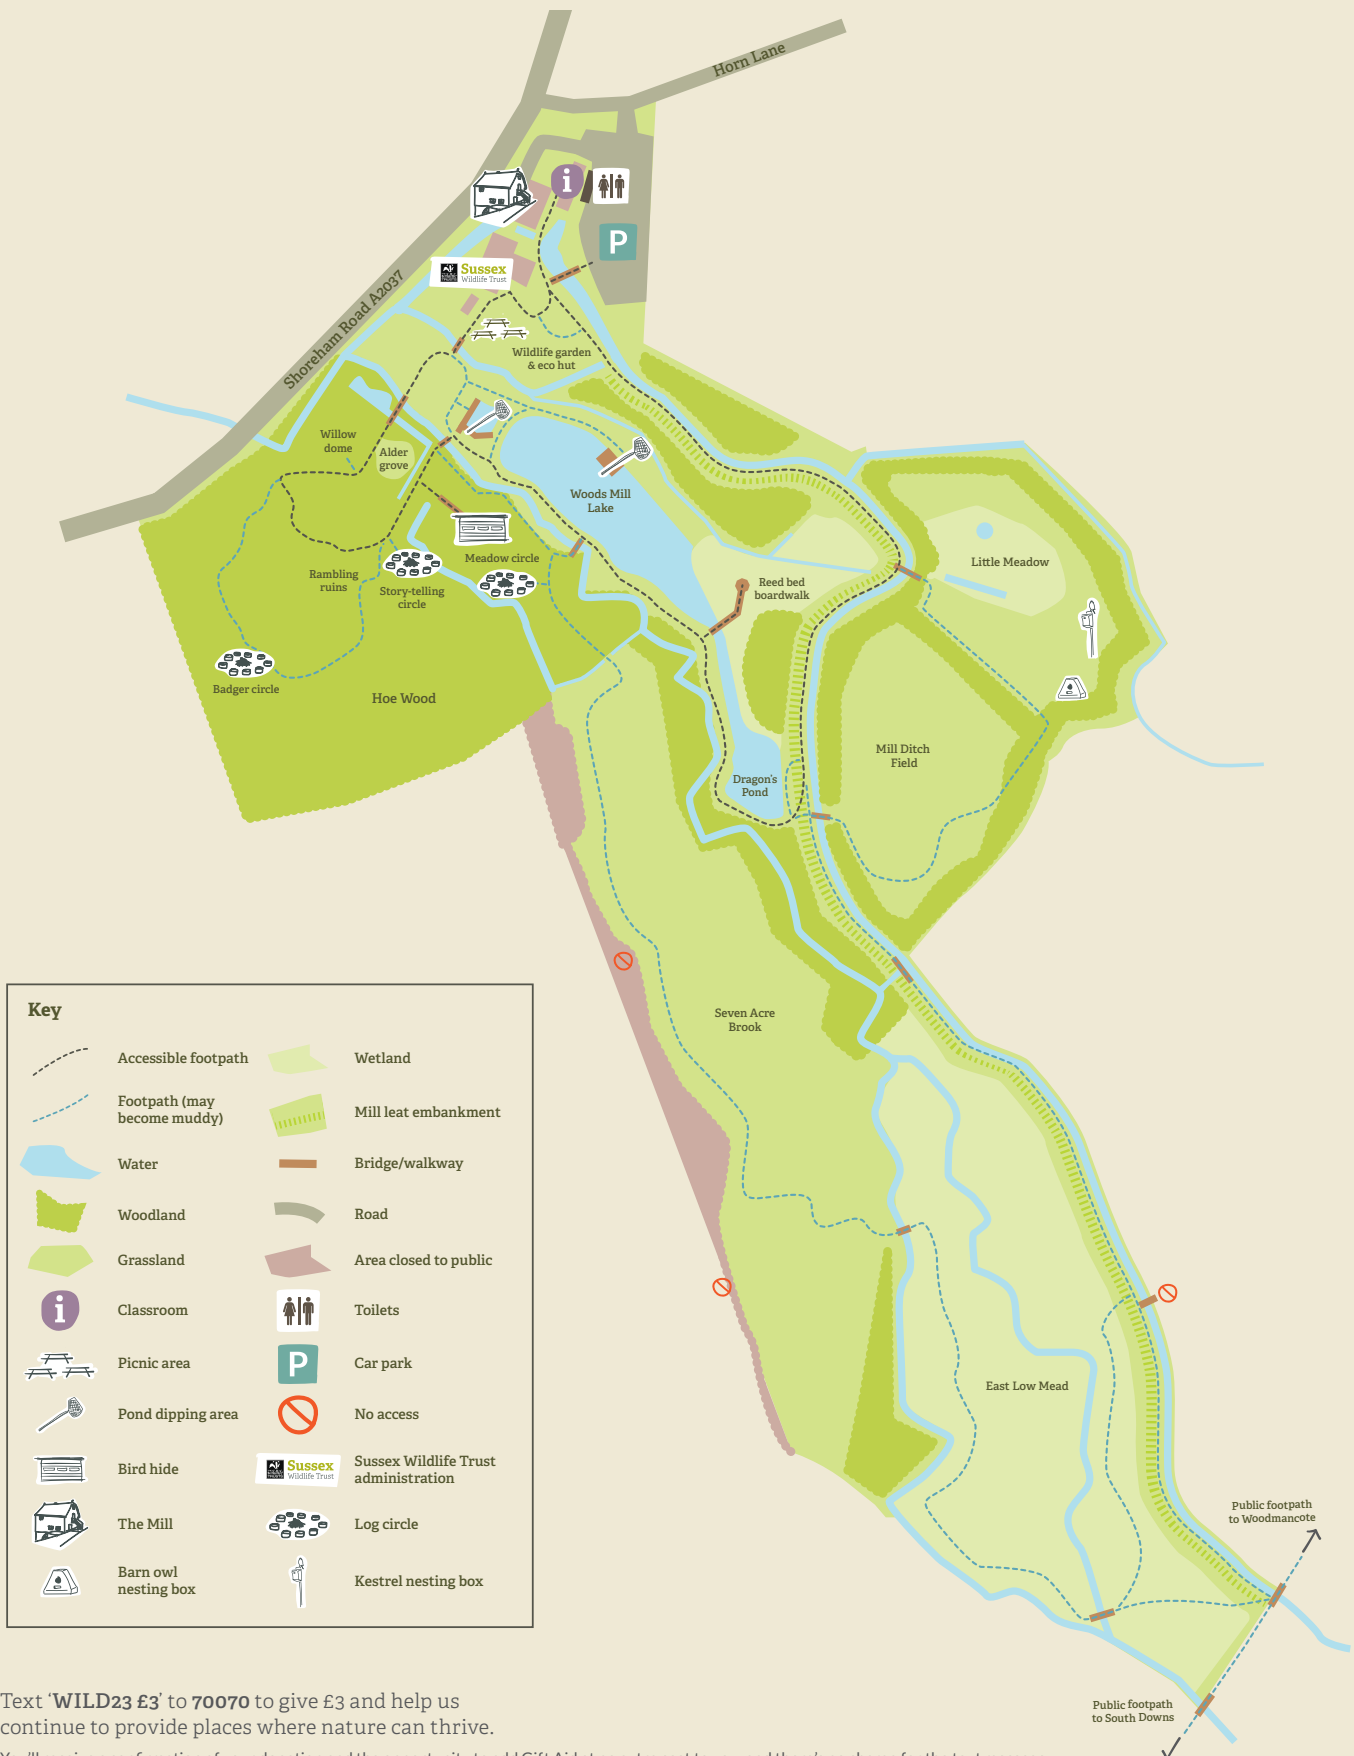 Horn Lane
Shoreham Road A2037
P
Sussex
Wildlife Trust
Wildlife garden
& eco hut
Willow
dome
Alder
grove
Woods Mill
Lake
Meadow circle
Rambling
ruins
Story-telling
circle
Badger circle
Hoe Wood
Reed bed
boardwalk
Little Meadow
Mill Ditch
Field
Dragon's
Pond
Seven Acre
Brook
East Low Mead
Public footpath
to Woodmancote
Public footpath
to South Downs
Key
Accessible footpath
Footpath (may
become muddy)
Water
Woodland
Grassland
Classroom
Picnic area
Pond dipping area
Bird hide
The Mill
Barn owl
nesting box
Wetland
Mill leat embankment
Bridge/walkway
Road
Area closed to public
Toilets
P
Car park
No access
Sussex
Wildlife Trust
Sussex Wildlife Trust
administration
Log circle
Kestrel nesting box
Text ‘WILD23 £3’ to 70070 to give £3 and help us
continue to provide places where nature can thrive.